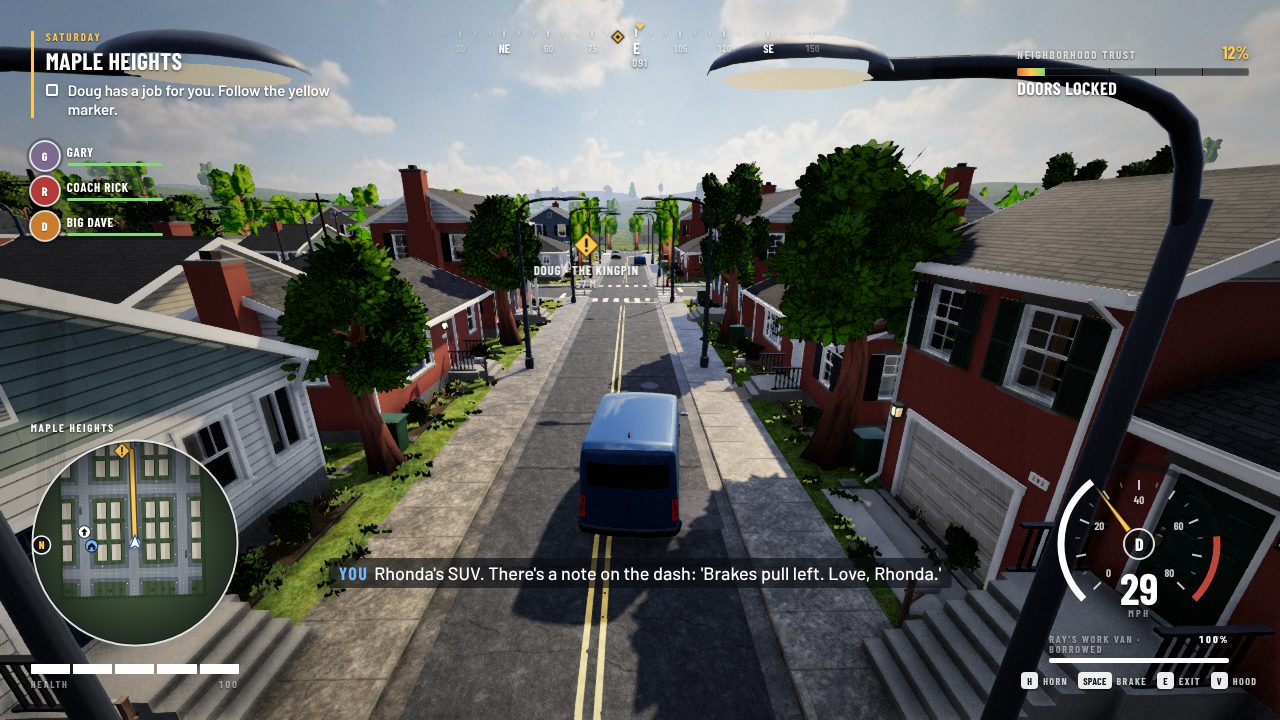 SATURDAY
MAPLE HEIGHTS
Doug has a job for you. Follow the yellow
marker.
G GARY
R COACH RICK
D BIG DAVE
30 NE 60 75 E 105 120 SE 150
091
NEIGHBORHOOD TRUST 12%
DOORS LOCKED
DOUG - THE KINGPIN
MAPLE HEIGHTS
N
YOU Rhonda's SUV. There's a note on the dash: 'Brakes pull left. Love, Rhonda.'
0 20 40 60 80
D
29
MPH
RAY'S WORK VAN ·
BORROWED
100%
HEALTH 100
H HORN SPACE BRAKE E EXIT V HOOD